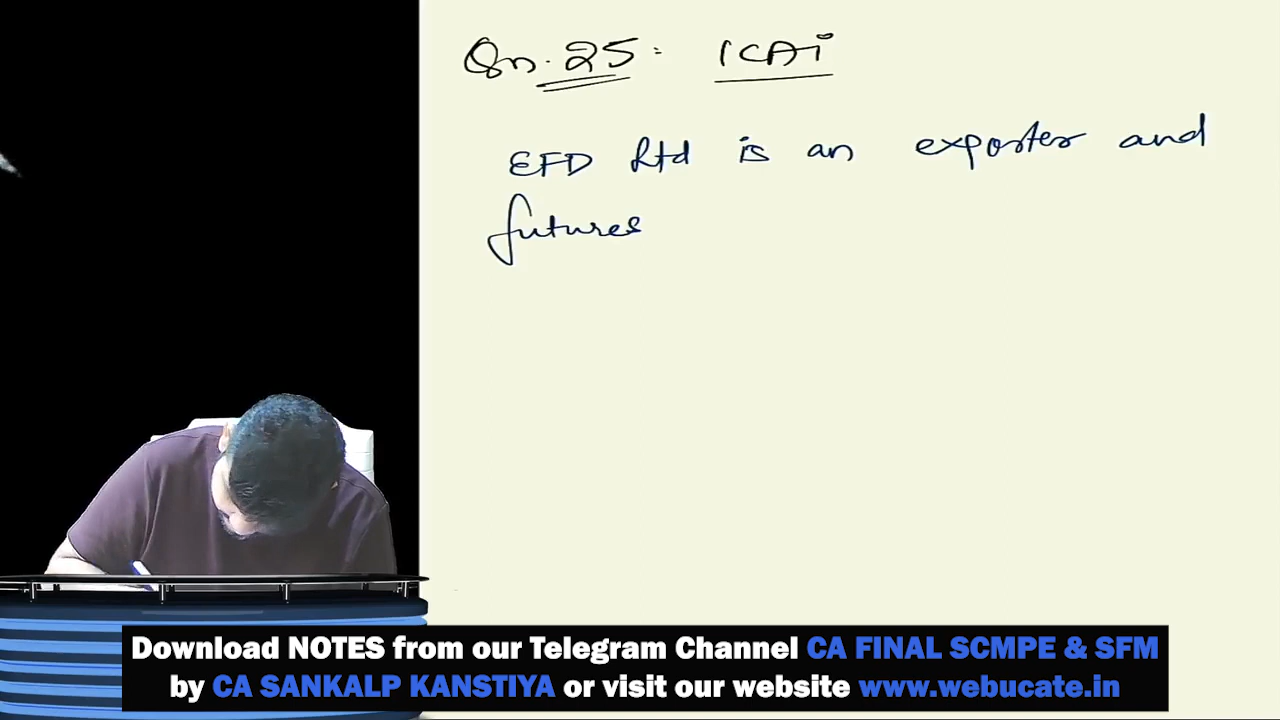 Qn. 25: ICAI
EFD Ltd is an exporter and
futures
Download NOTES from our Telegram Channel CA FINAL SCMPE & SFM
by CA SANKALP KANSTIYA or visit our website www.webucate.in